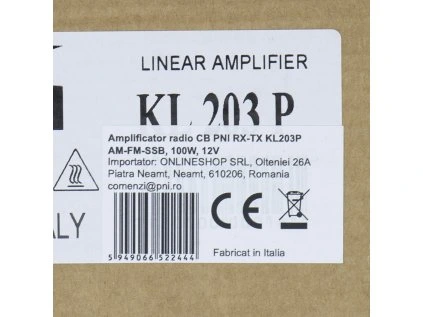 LINEAR AMPLIFIER
KL 203 P
Amplificator radio CB PNI RX-TX KL203P
AM-FM-SSB, 100W, 12V
Importator: ONLINESHOP SRL, Olteniei 26A
Piatra Neamt, Neamt, 610206, Romania
comenzi@pni.ro
CE
ALY
5 949066 522444
Fabricat in Italia